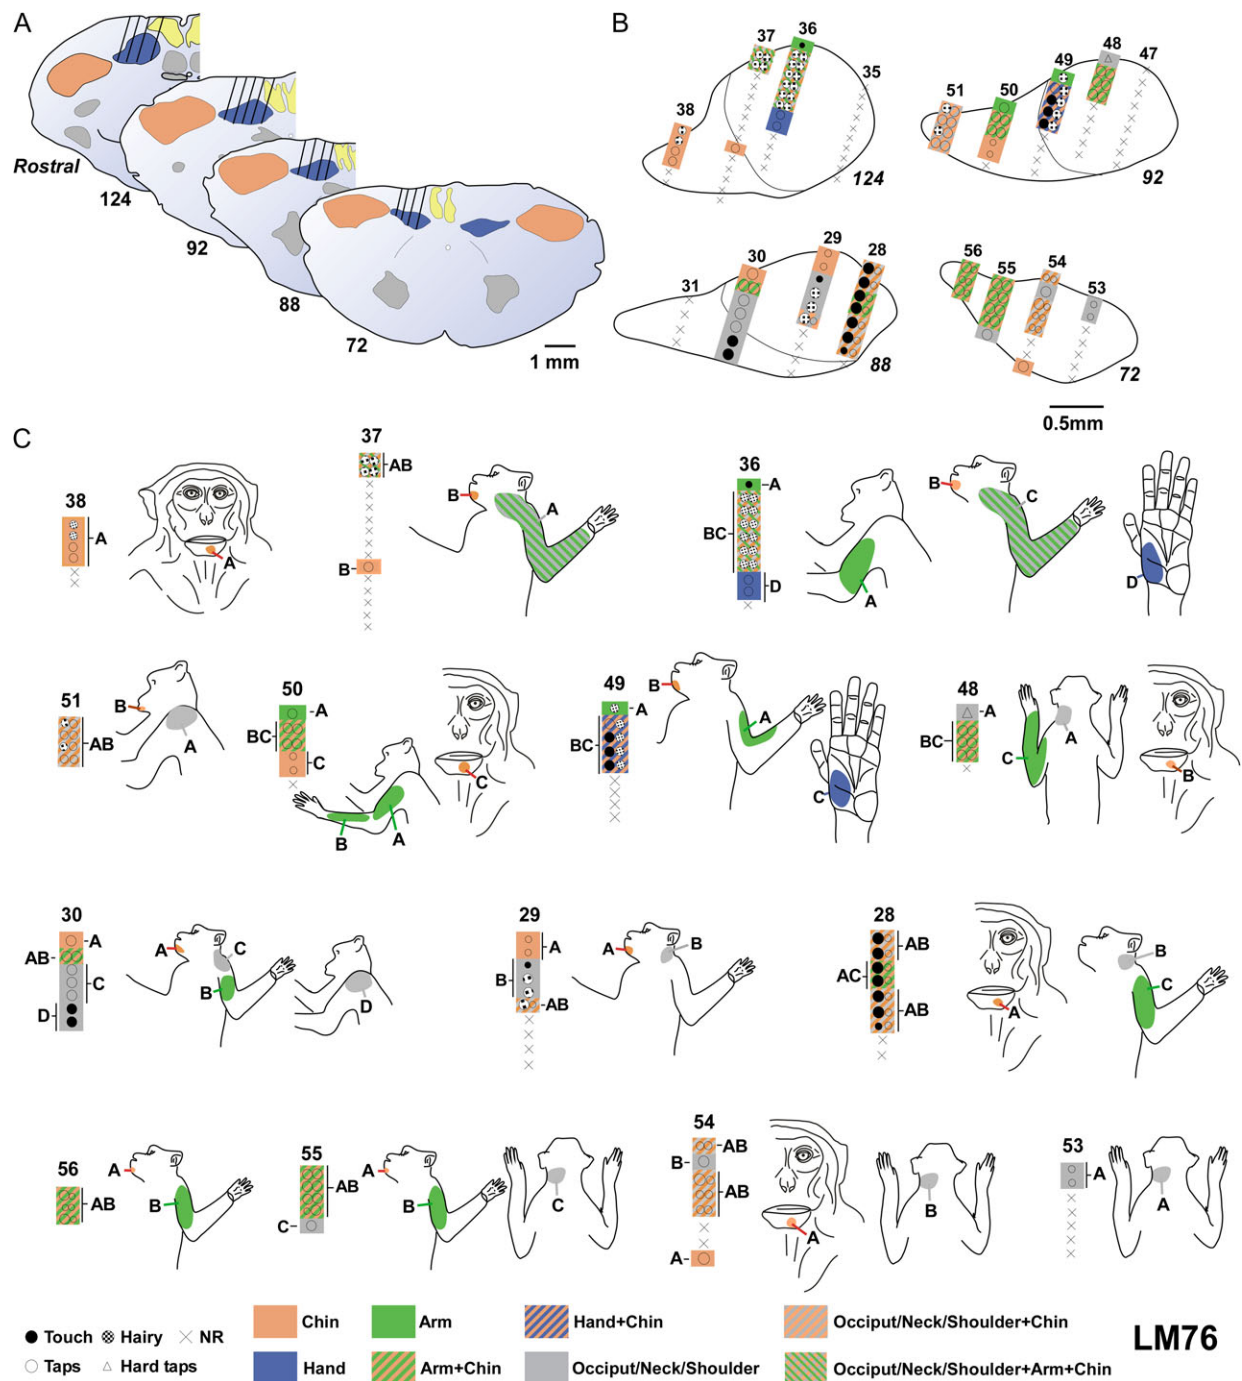 A
Rostral
124
92
88
72
1 mm
B
38
37
36
35
124
51
50
49
48
47
92
31
30
29
28
88
56
55
54
53
72
0.5mm
C
38
A
A
37
AB
B
B
A
36
A
BC
D
A
B
C
D
51
AB
B
A
50
A
BC
C
B
A
C
49
A
BC
B
A
C
48
A
BC
C
A
B
30
A
AB
C
D
A
C
B
D
29
A
B
AB
A
B
28
AB
AC
AB
A
B
C
56
AB
A
B
55
AB
C
A
B
C
54
AB
B
AB
A
A
B
53
A
A
Touch Hairy NR
Taps Hard taps
Chin Arm Hand+Chin Occiput/Neck/Shoulder+Chin
Hand Arm+Chin Occiput/Neck/Shoulder Occiput/Neck/Shoulder+Arm+Chin
LM76